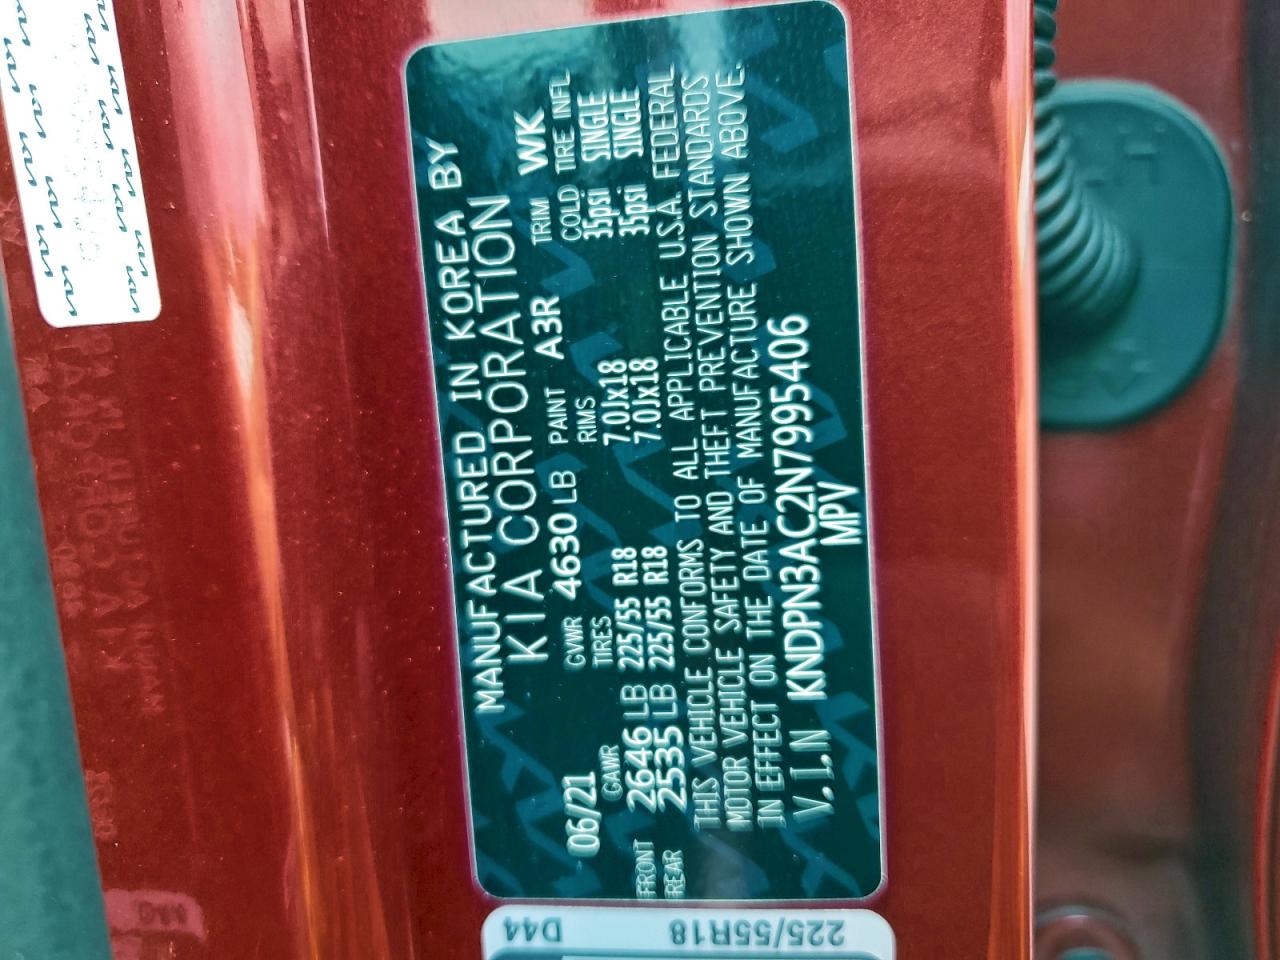 MANUFACTURED IN KOREA BY
KIA CORPORATION
06/21 GVWR 4630 LB PAINT A3R TRIM WK
GAWR TIRES RIMS COLD TIRE INFL
FRONT 2646 LB 225/55 R18 7.0Jx18 35psi SINGLE
REAR 2535 LB 225/55 R18 7.0Jx18 35psi SINGLE
THIS VEHICLE CONFORMS TO ALL APPLICABLE U.S.A. FEDERAL
MOTOR VEHICLE SAFETY AND THEFT PREVENTION STANDARDS
IN EFFECT ON THE DATE OF MANUFACTURE SHOWN ABOVE.
V.I.N KNDPN3AC2N7995406
MPV
225/55R18
D44
LH